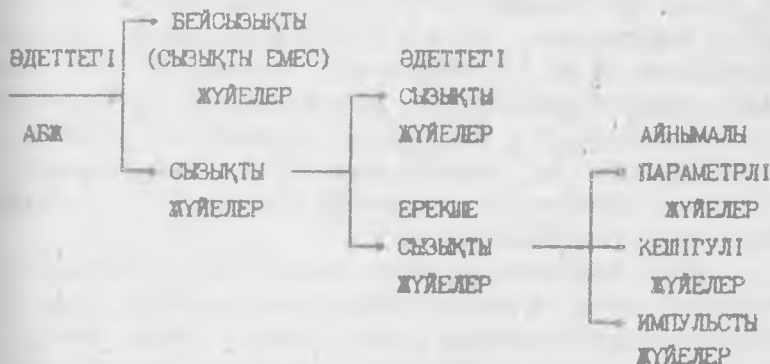 БЕЙСЫЗЫҚТЫ
ӘДЕТТЕГІ (СЫЗЫҚТЫ ЕМЕС) ӘДЕТТЕГІ
ЖҮЙЕЛЕР СЫЗЫҚТЫ
АБЖ ЖҮЙЕЛЕР АЙНЫМАЛЫ
СЫЗЫҚТЫ ПАРАМЕТРЛІ
ЖҮЙЕЛЕР ЕРЕКШЕ ЖҮЙЕЛЕР
СЫЗЫҚТЫ КЕШІГУЛІ
ЖҮЙЕЛЕР ЖҮЙЕЛЕР
ИМПУЛЬСТЫ
ЖҮЙЕЛЕР